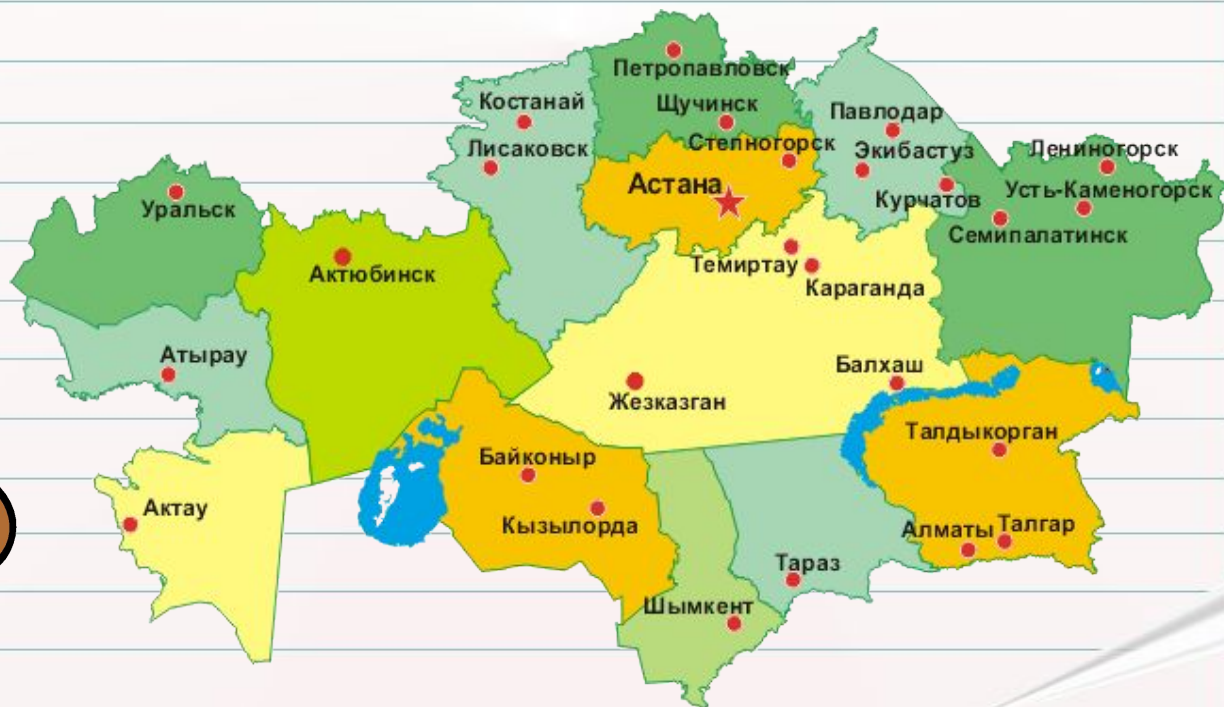 Петропавловск
Костанай
Щучинск
Павлодар
Лисаковск
Степногорск
Экибастуз
Лениногорск
Астана
Курчатов
Усть-Каменогорск
Уральск
Семипалатинск
Актюбинск
Темиртау
Караганда
Атырау
Балхаш
Жезказган
Талдыкорган
Байконыр
Актау
Кызылорда
Алматы
Талгар
Тараз
Шымкент